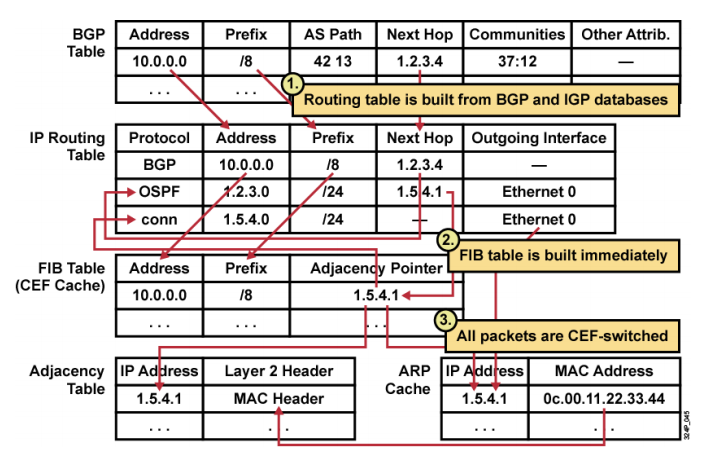 BGP Table
Address Prefix AS Path Next Hop Communities Other Attrib.
10.0.0.0 /8 42 13 1.2.3.4 37:12 —
. . . . . .
1. Routing table is built from BGP and IGP databases
IP Routing Table
Protocol Address Prefix Next Hop Outgoing Interface
BGP 10.0.0.0 /8 1.2.3.4 —
OSPF 1.2.3.0 /24 1.5.4.1 Ethernet 0
conn 1.5.4.0 /24 — Ethernet 0
2. FIB table is built immediately
FIB Table (CEF Cache)
Address Prefix Adjacency Pointer
10.0.0.0 /8 1.5.4.1
. . . . . . . . .
3. All packets are CEF-switched
Adjacency Table
IP Address Layer 2 Header
1.5.4.1 MAC Header
. . . . . .
ARP Cache
IP Address MAC Address
1.5.4.1 0c.00.11.22.33.44
. . . . . .
324P_045